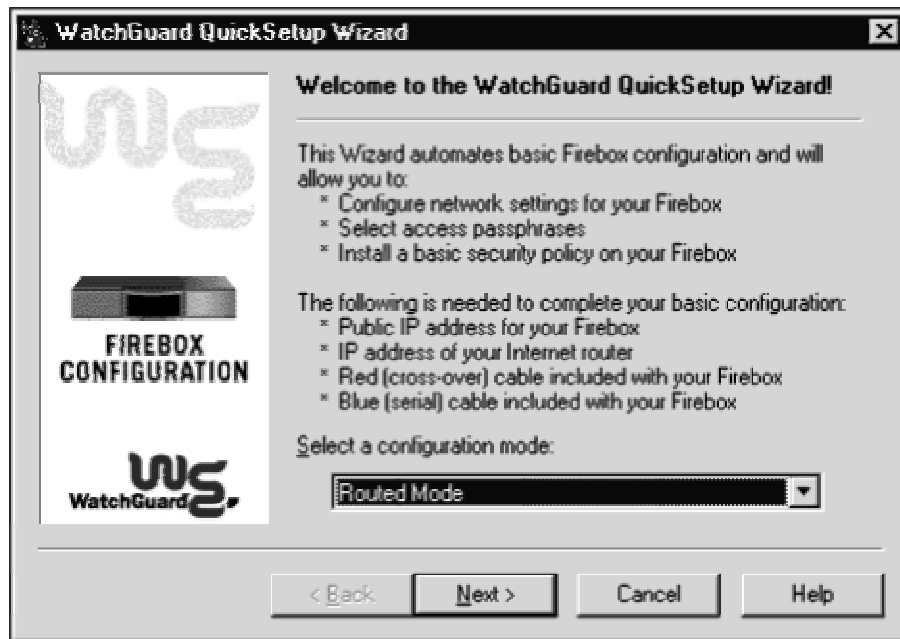 WatchGuard QuickSetup Wizard
Welcome to the WatchGuard QuickSetup Wizard!
This Wizard automates basic Firebox configuration and will
allow you to:
* Configure network settings for your Firebox
* Select access passphrases
* Install a basic security policy on your Firebox
The following is needed to complete your basic configuration:
* Public IP address for your Firebox
* IP address of your Internet router
* Red (cross-over) cable included with your Firebox
* Blue (serial) cable included with your Firebox
Select a configuration mode:
Routed Mode
FIREBOX
CONFIGURATION
WatchGuard
< Back
Next >
Cancel
Help